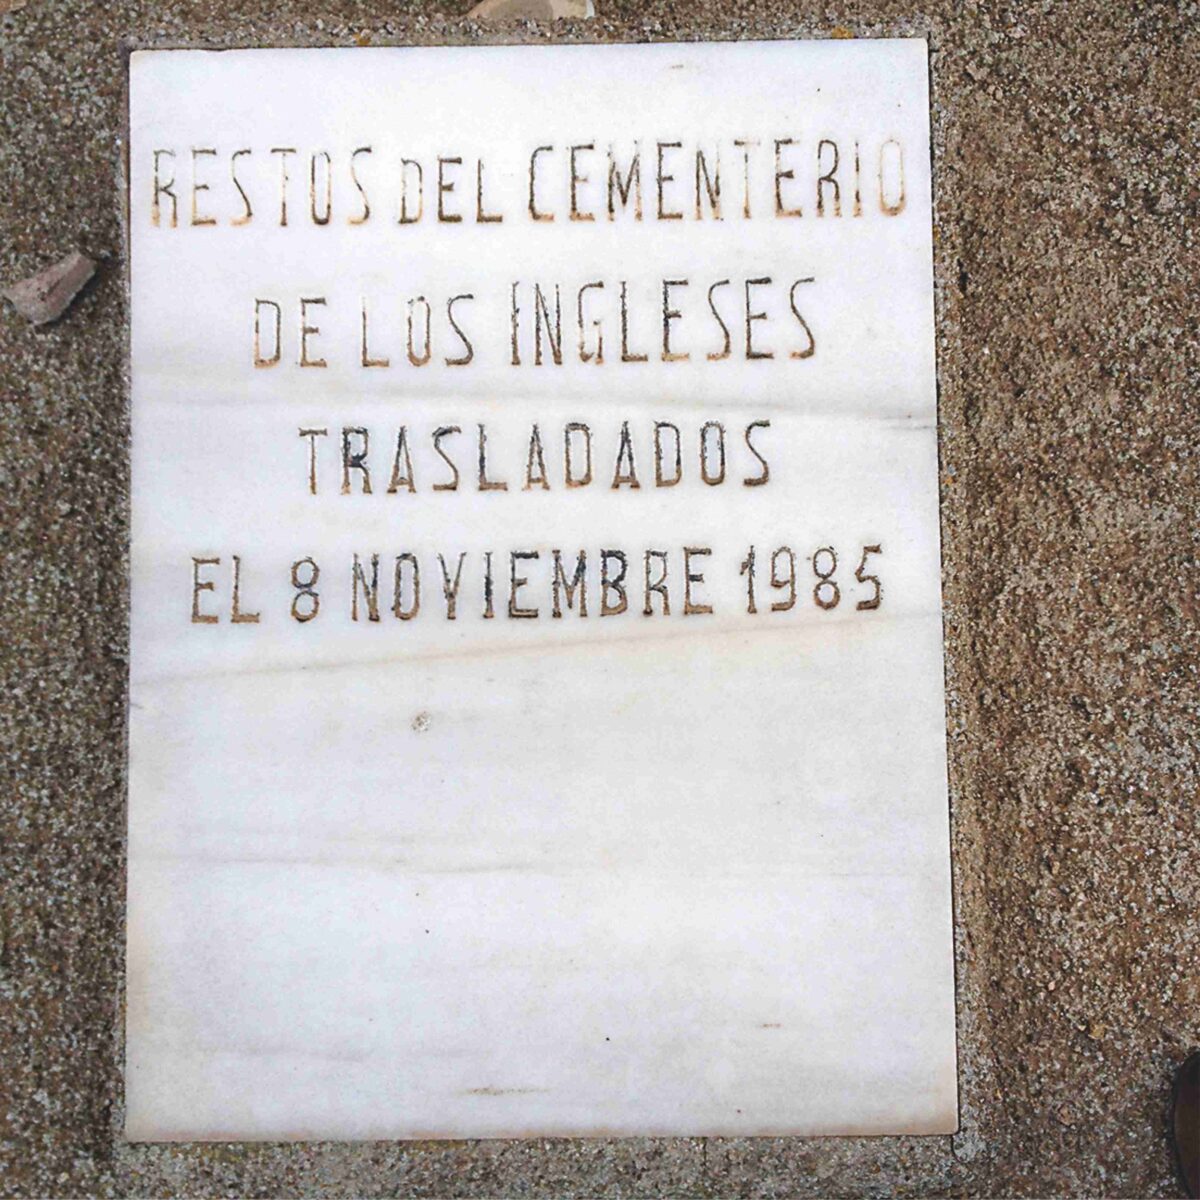 RESTOS DEL CEMENTERIO
DE LOS INGLESES
TRASLADADOS
EL 8 NOVIEMBRE 1985